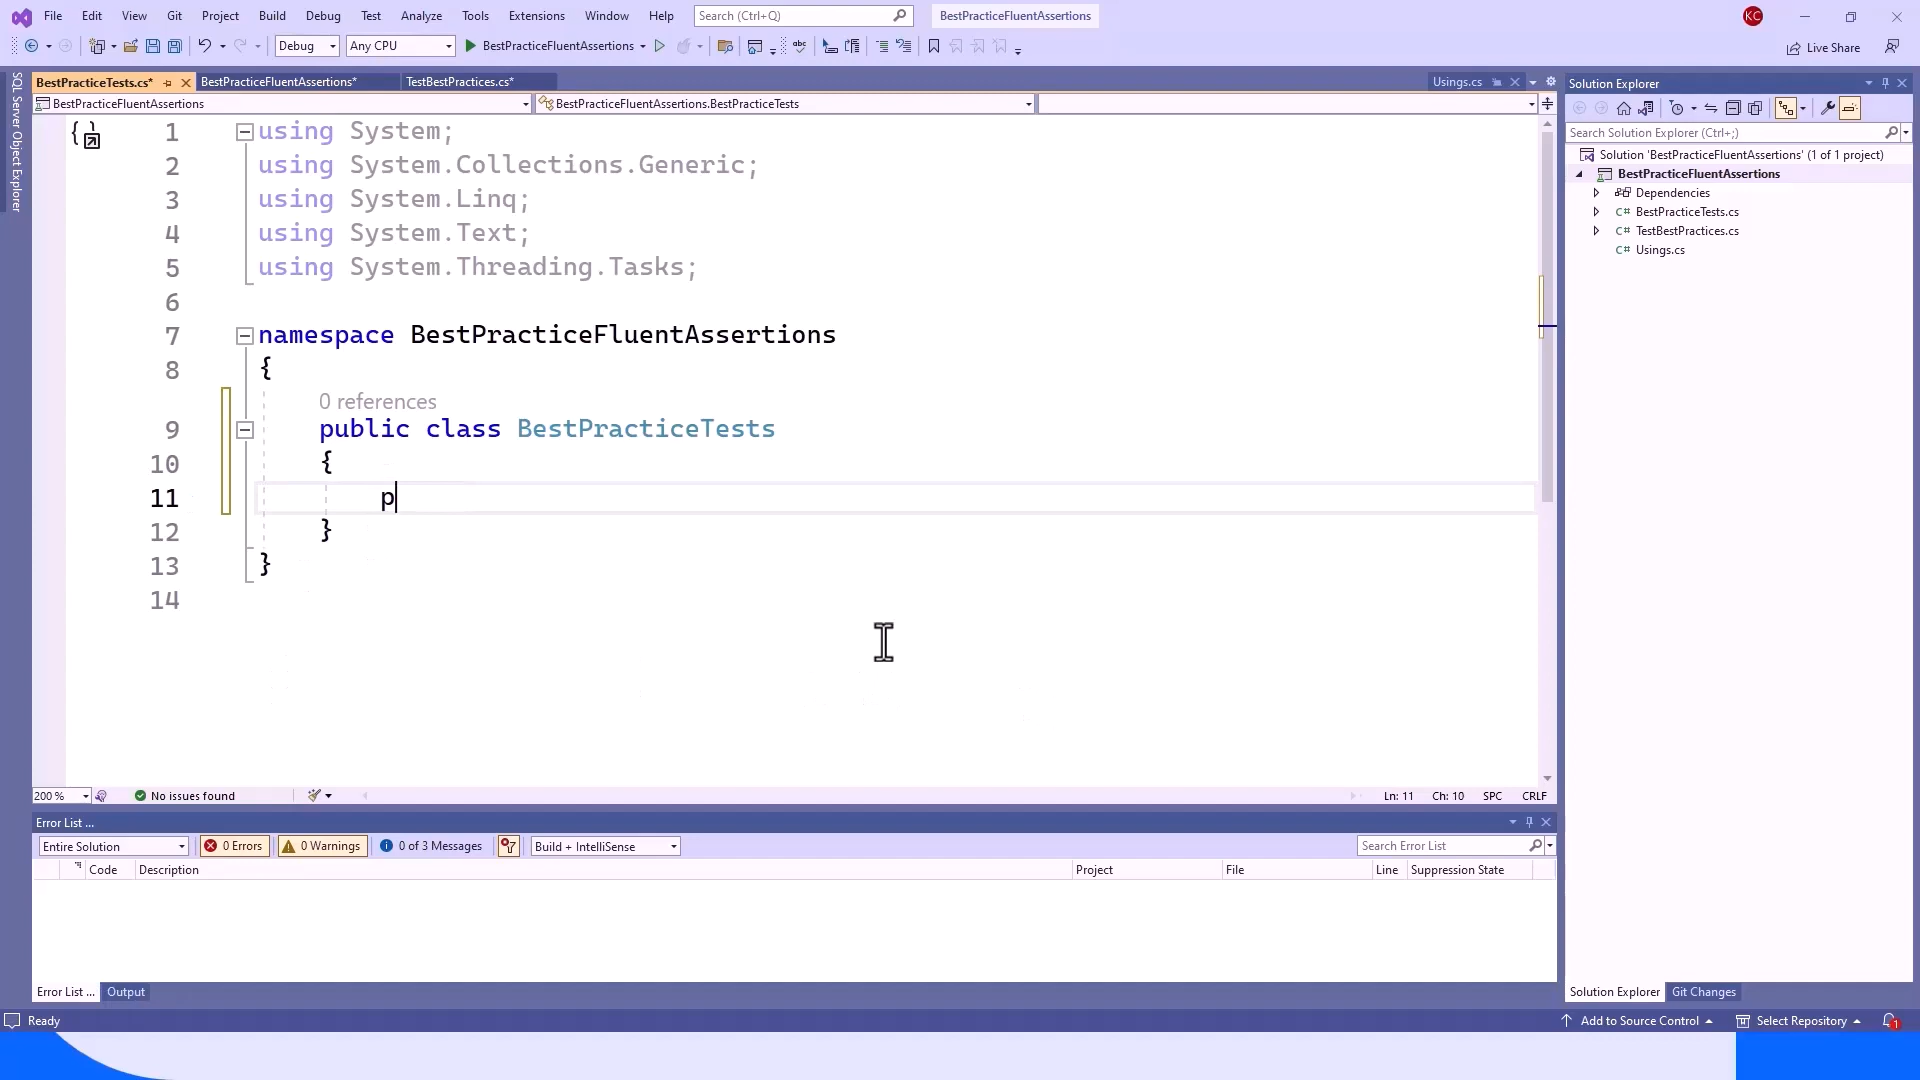 File Edit View Git Project Build Debug Test Analyze Tools Extensions Window Help Search (Ctrl+Q) BestPracticeFluentAssertions KC
Debug Any CPU BestPracticeFluentAssertions abc Live Share
SQL Server Object Explorer
BestPracticeTests.cs* BestPracticeFluentAssertions* TestBestPractices.cs* Usings.cs
BestPracticeFluentAssertions BestPracticeFluentAssertions.BestPracticeTests
1 using System;
2 using System.Collections.Generic;
3 using System.Linq;
4 using System.Text;
5 using System.Threading.Tasks;
6
7 namespace BestPracticeFluentAssertions
8 {
0 references
9 public class BestPracticeTests
10 {
11 p
12 }
13 }
14
200 % No issues found Ln: 11 Ch: 10 SPC CRLF
Error List ...
Entire Solution 0 Errors 0 Warnings 0 of 3 Messages Build + IntelliSense Search Error List
Code Description Project File Line Suppression State
Error List ... Output
Solution Explorer
Search Solution Explorer (Ctrl+;)
Solution 'BestPracticeFluentAssertions' (1 of 1 project)
BestPracticeFluentAssertions
Dependencies
C# BestPracticeTests.cs
C# TestBestPractices.cs
C# Usings.cs
Solution Explorer Git Changes
Ready Add to Source Control Select Repository 1